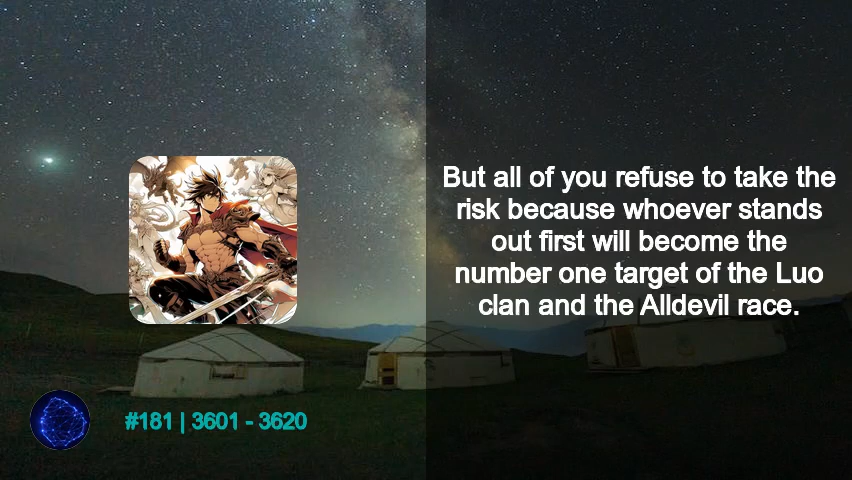 But all of you refuse to take the
risk because whoever stands
out first will become the
number one target of the Luo
clan and the Alldevil race.
#181 | 3601 - 3620